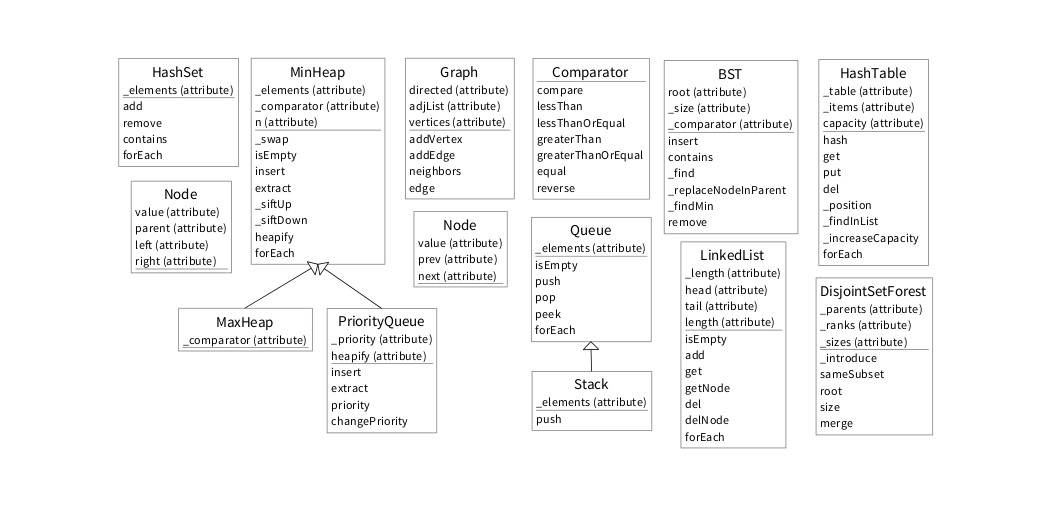 HashSet
_elements (attribute)
add
remove
contains
forEach
MinHeap
_elements (attribute)
_comparator (attribute)
n (attribute)
_swap
isEmpty
insert
extract
_siftUp
_siftDown
heapify
forEach
Graph
directed (attribute)
adjList (attribute)
vertices (attribute)
addVertex
addEdge
neighbors
edge
Comparator
compare
lessThan
lessThanOrEqual
greaterThan
greaterThanOrEqual
equal
reverse
BST
root (attribute)
_size (attribute)
_comparator (attribute)
insert
contains
_find
_replaceNodeInParent
_findMin
remove
HashTable
_table (attribute)
_items (attribute)
capacity (attribute)
hash
get
put
del
_position
_findInList
_increaseCapacity
forEach
Node
value (attribute)
parent (attribute)
left (attribute)
right (attribute)
Node
value (attribute)
prev (attribute)
next (attribute)
Queue
_elements (attribute)
isEmpty
push
pop
peek
forEach
LinkedList
_length (attribute)
head (attribute)
tail (attribute)
length (attribute)
isEmpty
add
get
getNode
del
delNode
forEach
DisjointSetForest
_parents (attribute)
_ranks (attribute)
_sizes (attribute)
_introduce
sameSubset
root
size
merge
MaxHeap
_comparator (attribute)
PriorityQueue
_priority (attribute)
heapify (attribute)
insert
extract
priority
changePriority
Stack
_elements (attribute)
push